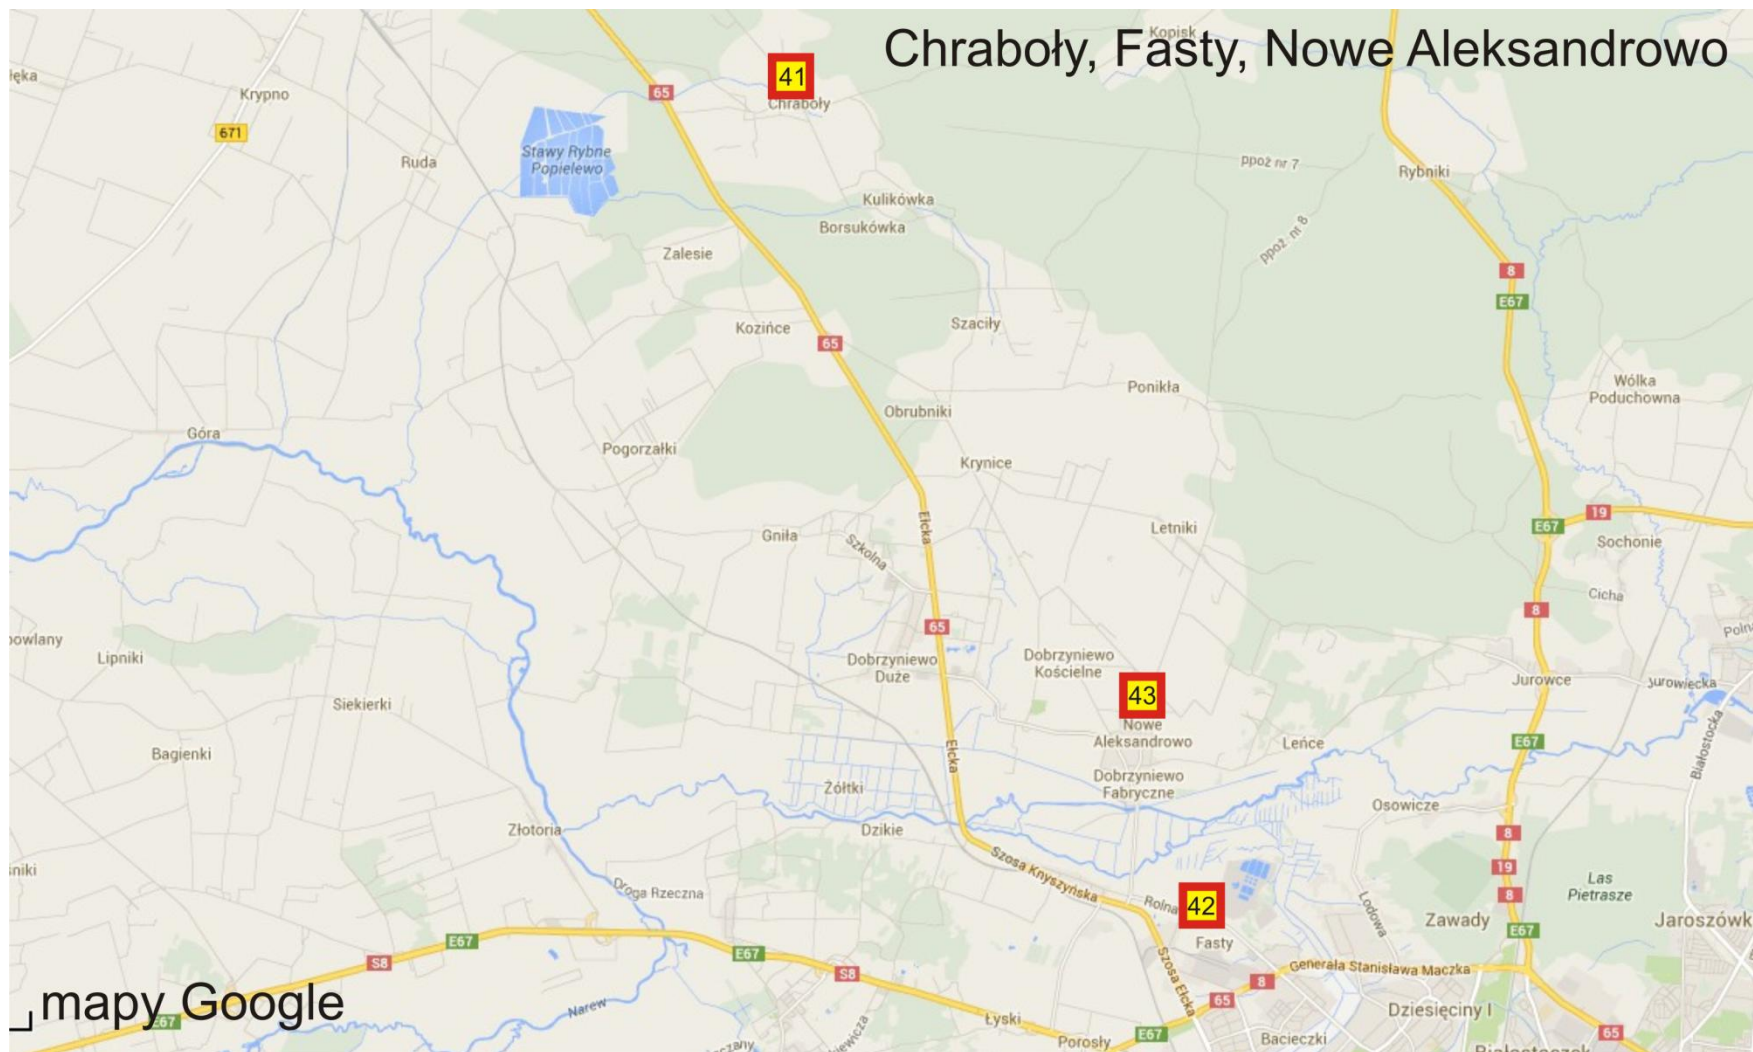 Chraboły, Fasty, Nowe Aleksandrowo
Kopisk
41
Chraboły
65
Krypno
671
Ruda
Stawy Rybne
Popielewo
ppoż nr 7
Rybniki
Kulikówka
Borsukówka
ppoż. nr 8
Zalesie
8
E67
Kozińce
65
Szaciły
Ponikła
Wólka
Poduchowna
Obrubniki
Góra
Pogorzałki
Krynice
Ełcka
19
E67
Letniki
Gniła
Szkolna
Sochonie
Cicha
8
65
Lipniki
Dobrzyniewo
Duże
Dobrzyniewo
Kościelne
Siekierki
Jurowce
Jurowiecka
43
Nowe
Aleksandrowo
Leńce
E67
Białostocka
Bagienki
Ełcka
Żółtki
Dobrzyniewo
Fabryczne
Osowicze
Złotoria
Dzikie
8
Szosa Knyszyńska
19
Las
Pietrasze
Droga Rzeczna
8
Rolna
42
Lodowa
Zawady
Jaroszówk
E67
Fasty
E67
E67
S8
S8
Szosa Ełcka
Generała Stanisława Maczka
8
65
mapy Google
E67
Narew
Łyski
Porosły
E67
Dziesięciny I
Bacieczki
65